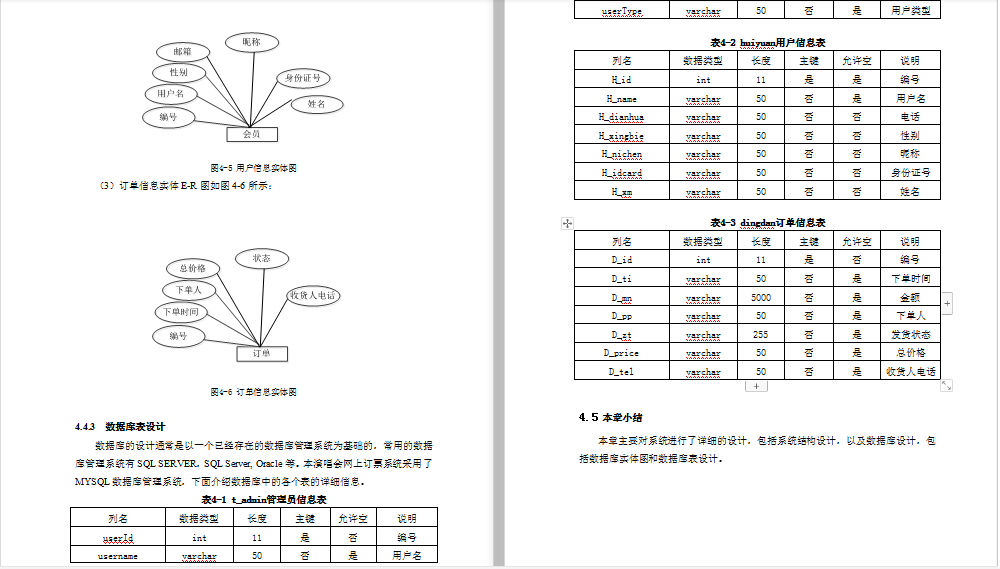 昵称
邮箱
性别
身份证号
用户名
姓名
编号
会员
图4-5 用户信息实体图
（3）订单信息实体 E-R 图如图 4-6 所示：
状态
总价格
下单人
收货人电话
下单时间
编号
订单
图4-6 订单信息实体图
4.4.3 数据库表设计
数据库的设计通常是以一个已经存在的数据库管理系统为基础的，常用的数据
库管理系统有 SQL SERVER，SQL Server, Oracle 等。本演唱会网上订票系统采用了
MYSQL 数据库管理系统，下面介绍数据库中的各个表的详细信息。
表4-1 t_admin管理员信息表
列名 数据类型 长度 主键 允许空 说明
userId int 11 是 否 编号
username varchar 50 否 是 用户名
userType varchar 50 否 是 用户类型
表4-2 huiyuan用户信息表
列名 数据类型 长度 主键 允许空 说明
H_id int 11 是 是 编号
H_name varchar 50 否 是 用户名
H_dianhua varchar 50 否 否 电话
H_xingbie varchar 50 否 否 性别
H_nichen varchar 50 否 否 昵称
H_idcard varchar 50 否 否 身份证号
H_xm varchar 50 否 否 姓名
表4-3 dingdan订单信息表
列名 数据类型 长度 主键 允许空 说明
D_id int 11 是 否 编号
D_ti varchar 50 否 是 下单时间
D_mn varchar 5000 否 是 金额
D_pp varchar 50 否 是 下单人
D_zt varchar 255 否 是 发货状态
D_price varchar 50 否 是 总价格
D_tel varchar 50 否 是 收货人电话
4.5 本章小结
本章主要对系统进行了详细的设计，包括系统结构设计，以及数据库设计，包
括数据库实体图和数据库表设计。